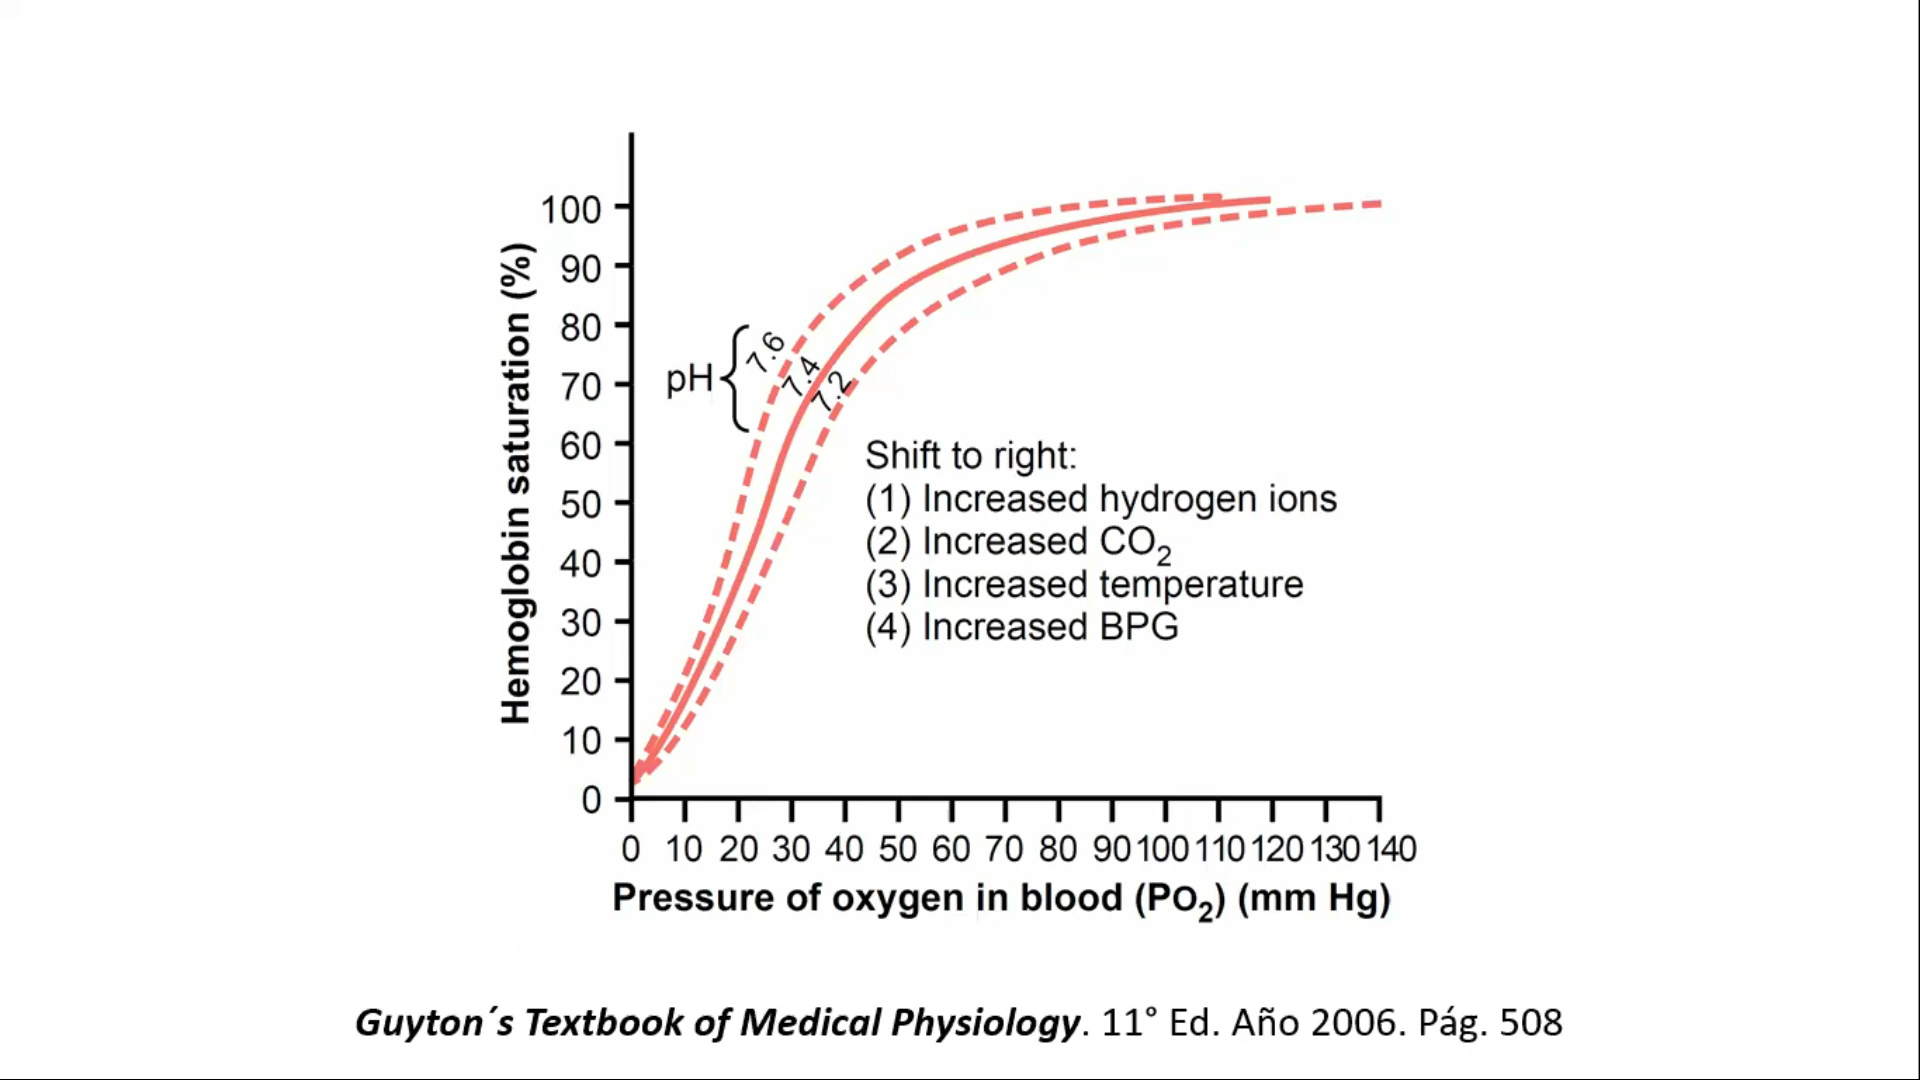 Hemoglobin saturation (%)
100
90
80
70
60
50
40
30
20
10
0
pH
7.6
7.4
7.2
Shift to right:
(1) Increased hydrogen ions
(2) Increased CO₂
(3) Increased temperature
(4) Increased BPG
0 10 20 30 40 50 60 70 80 90 100 110 120 130 140
Pressure of oxygen in blood (PO₂) (mm Hg)
Guyton´s Textbook of Medical Physiology. 11° Ed. Año 2006. Pág. 508